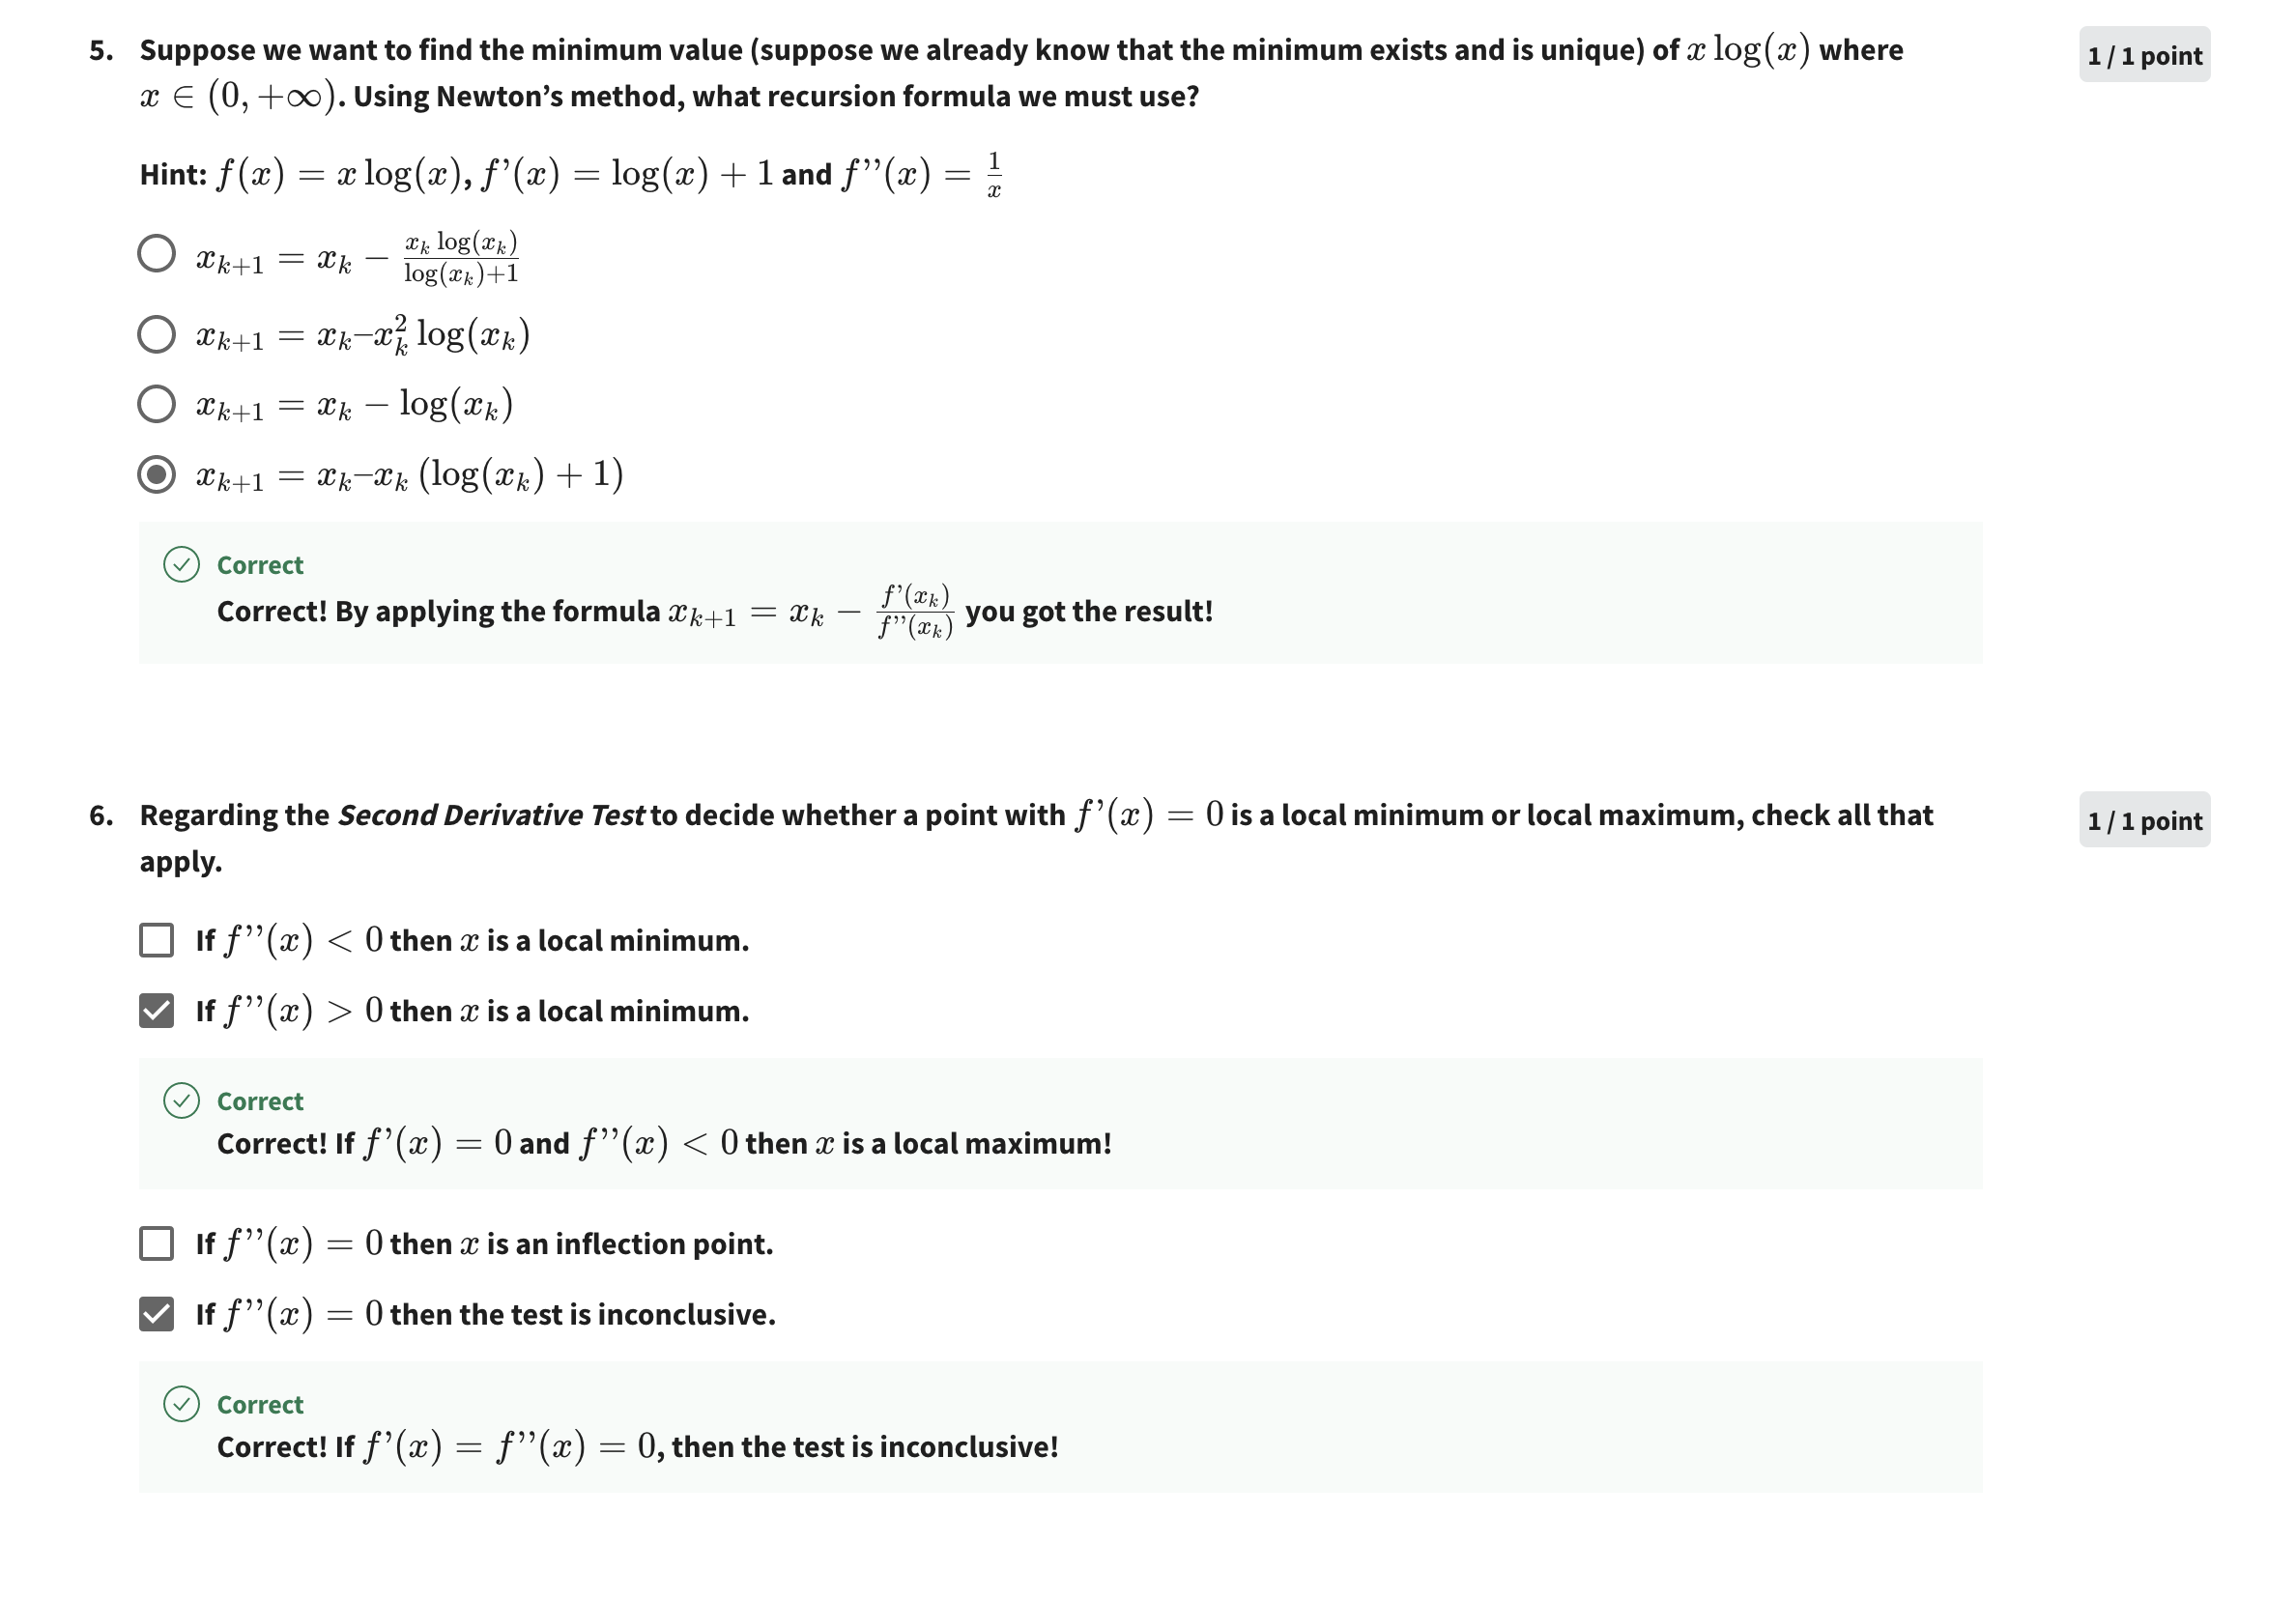 5. Suppose we want to find the minimum value (suppose we already know that the minimum exists and is unique) of x log(x) where
1 / 1 point
x ∈ (0, +∞). Using Newton’s method, what recursion formula we must use?
Hint: f(x) = x log(x), f’(x) = log(x) + 1 and f’’(x) = 1/x
x_{k+1} = x_k − (x_k log(x_k))/(log(x_k)+1)
x_{k+1} = x_k–x_k^2 log(x_k)
x_{k+1} = x_k − log(x_k)
x_{k+1} = x_k–x_k (log(x_k) + 1)
Correct
Correct! By applying the formula x_{k+1} = x_k − f’(x_k)/f’’(x_k) you got the result!
6. Regarding the Second Derivative Test to decide whether a point with f’(x) = 0 is a local minimum or local maximum, check all that
1 / 1 point
apply.
If f’’(x) < 0 then x is a local minimum.
If f’’(x) > 0 then x is a local minimum.
Correct
Correct! If f’(x) = 0 and f’’(x) < 0 then x is a local maximum!
If f’’(x) = 0 then x is an inflection point.
If f’’(x) = 0 then the test is inconclusive.
Correct
Correct! If f’(x) = f’’(x) = 0, then the test is inconclusive!